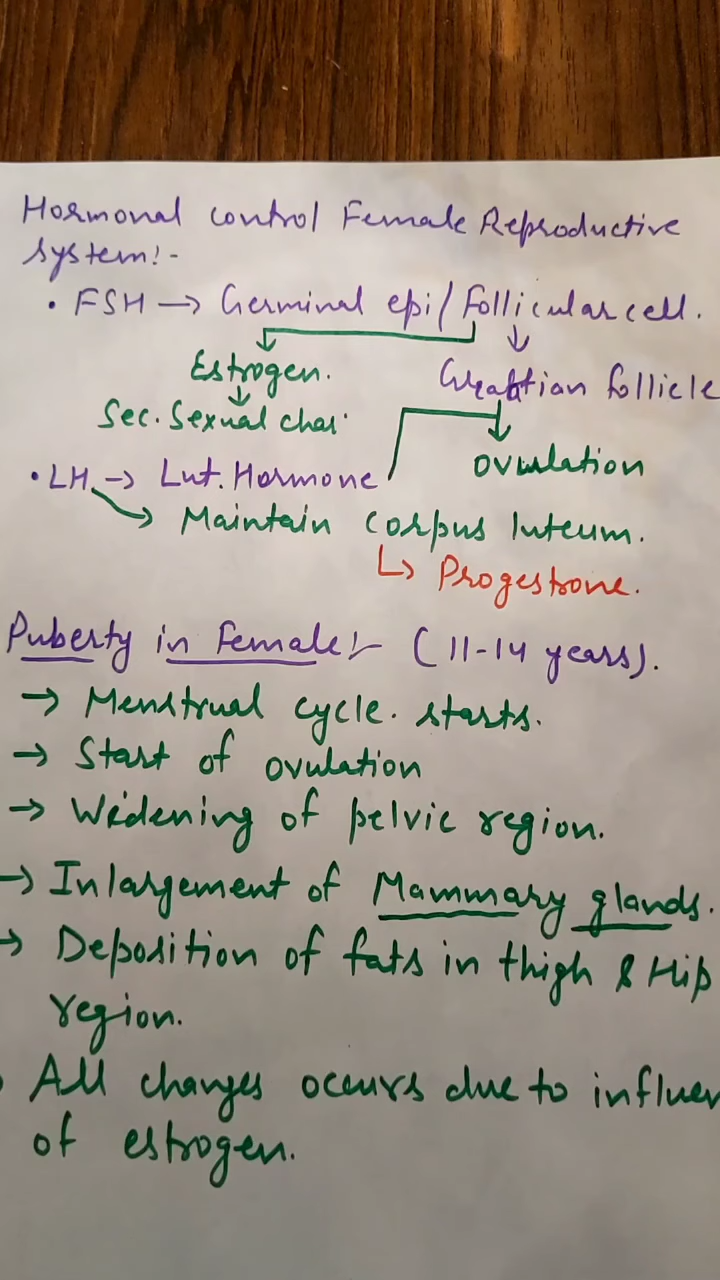 Hormonal control Female Reproductive
system:-
• FSH → Germinal epi/Follicular cell.
Estrogen. Graafian follicle
Sec. Sexual char.
• LH → Lut. Hormone ovulation
→ Maintain Corpus luteum.
↳ Progestrone.
Puberty in Female:- (11-14 years).
→ Menstrual cycle. starts.
→ Start of ovulation
→ Widening of pelvic region.
→ Inlargement of Mammary glands.
→ Deposition of fats in thigh & Hip
region.
All changes occurs due to influen
of estrogen.